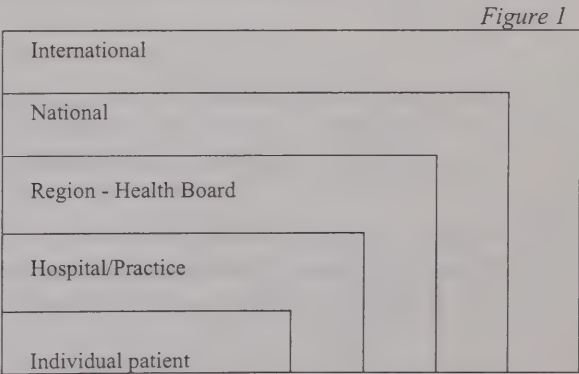 Figure 1
International
National
Region - Health Board
Hospital/Practice
Individual patient